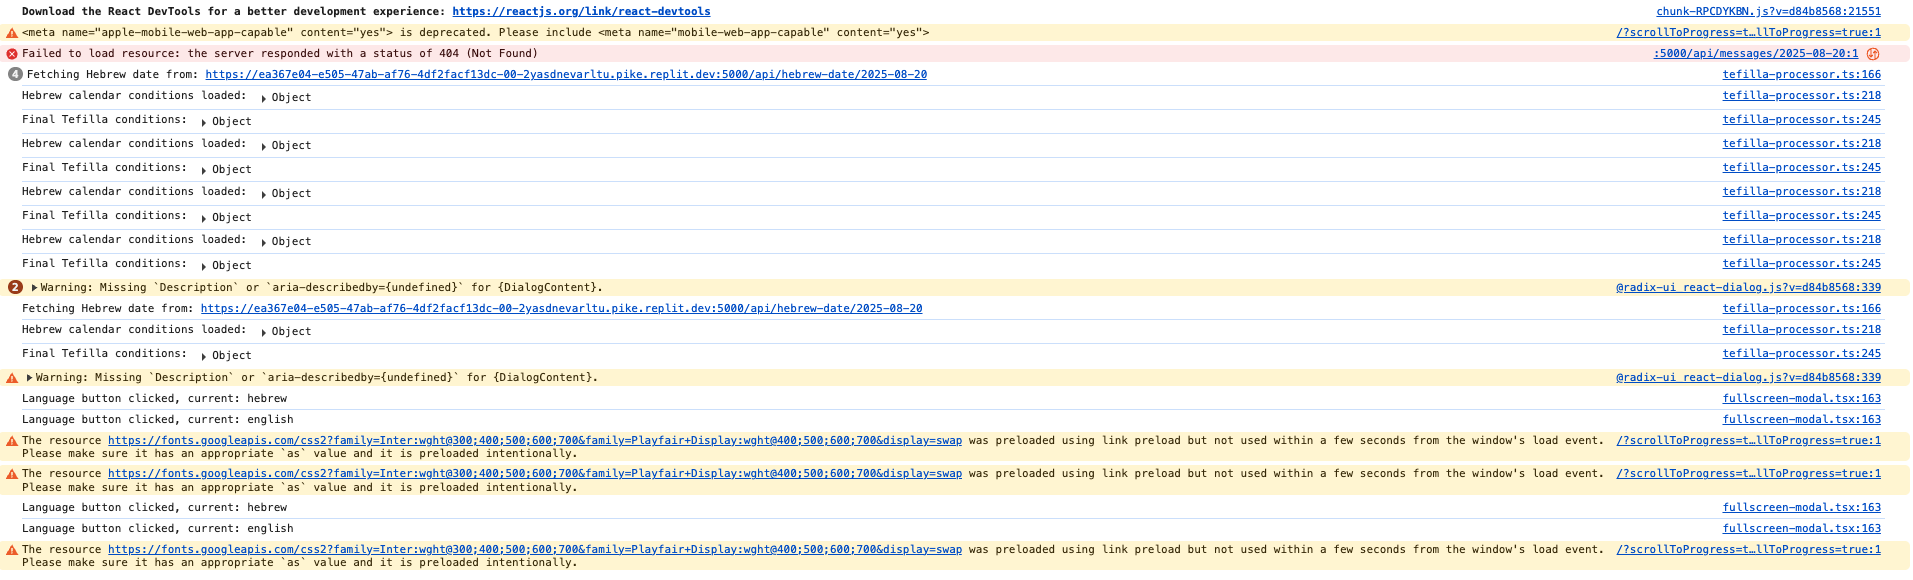 Download the React DevTools for a better development experience: https://reactjs.org/link/react-devtools chunk-RPCDYKBN.js?v=d84b8568:21551
<meta name="apple-mobile-web-app-capable" content="yes"> is deprecated. Please include <meta name="mobile-web-app-capable" content="yes"> /?scrollToProgress=t…llToProgress=true:1
Failed to load resource: the server responded with a status of 404 (Not Found) :5000/api/messages/2025-08-20:1
4 Fetching Hebrew date from: https://ea367e04-e505-47ab-af76-4df2facf13dc-00-2yasdnevarltu.pike.replit.dev:5000/api/hebrew-date/2025-08-20 tefilla-processor.ts:166
Hebrew calendar conditions loaded: Object tefilla-processor.ts:218
Final Tefilla conditions: Object tefilla-processor.ts:245
Hebrew calendar conditions loaded: Object tefilla-processor.ts:218
Final Tefilla conditions: Object tefilla-processor.ts:245
Hebrew calendar conditions loaded: Object tefilla-processor.ts:218
Final Tefilla conditions: Object tefilla-processor.ts:245
Hebrew calendar conditions loaded: Object tefilla-processor.ts:218
Final Tefilla conditions: Object tefilla-processor.ts:245
2 Warning: Missing `Description` or `aria-describedby={undefined}` for {DialogContent}. @radix-ui_react-dialog.js?v=d84b8568:339
Fetching Hebrew date from: https://ea367e04-e505-47ab-af76-4df2facf13dc-00-2yasdnevarltu.pike.replit.dev:5000/api/hebrew-date/2025-08-20 tefilla-processor.ts:166
Hebrew calendar conditions loaded: Object tefilla-processor.ts:218
Final Tefilla conditions: Object tefilla-processor.ts:245
Warning: Missing `Description` or `aria-describedby={undefined}` for {DialogContent}. @radix-ui_react-dialog.js?v=d84b8568:339
Language button clicked, current: hebrew fullscreen-modal.tsx:163
Language button clicked, current: english fullscreen-modal.tsx:163
The resource https://fonts.googleapis.com/css2?family=Inter:wght@300;400;500;600;700&family=Playfair+Display:wght@400;500;600;700&display=swap was preloaded using link preload but not used within a few seconds from the window's load event. /?scrollToProgress=t…llToProgress=true:1
Please make sure it has an appropriate `as` value and it is preloaded intentionally.
The resource https://fonts.googleapis.com/css2?family=Inter:wght@300;400;500;600;700&family=Playfair+Display:wght@400;500;600;700&display=swap was preloaded using link preload but not used within a few seconds from the window's load event. /?scrollToProgress=t…llToProgress=true:1
Please make sure it has an appropriate `as` value and it is preloaded intentionally.
Language button clicked, current: hebrew fullscreen-modal.tsx:163
Language button clicked, current: english fullscreen-modal.tsx:163
The resource https://fonts.googleapis.com/css2?family=Inter:wght@300;400;500;600;700&family=Playfair+Display:wght@400;500;600;700&display=swap was preloaded using link preload but not used within a few seconds from the window's load event. /?scrollToProgress=t…llToProgress=true:1
Please make sure it has an appropriate `as` value and it is preloaded intentionally.